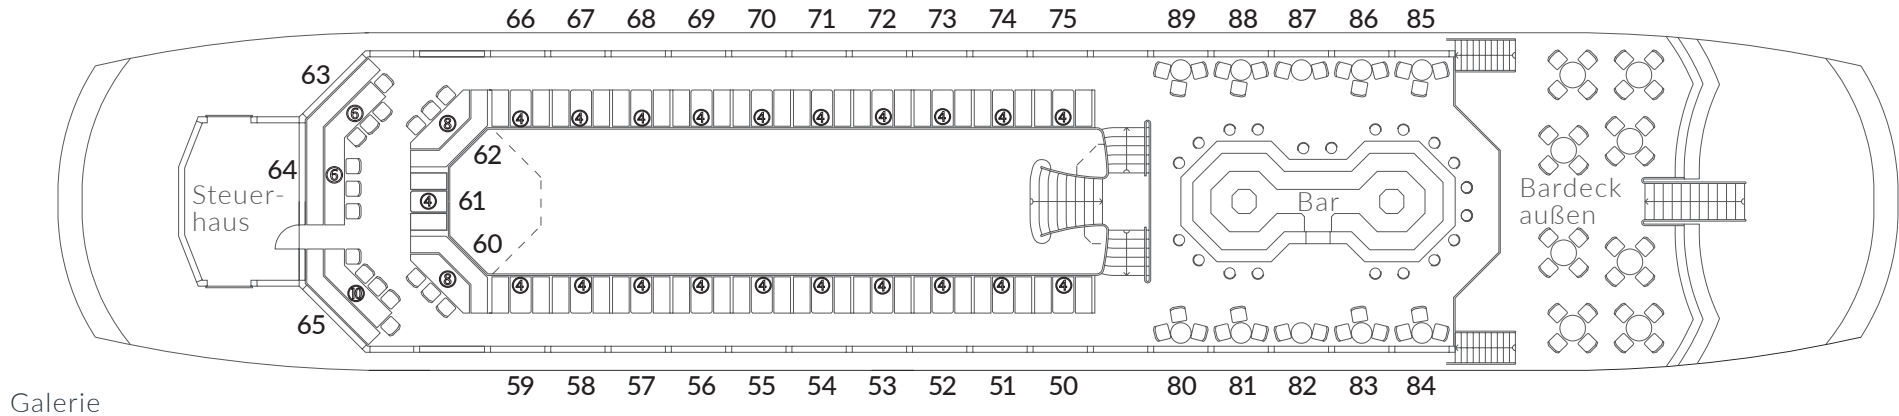 66 67 68 69 70 71 72 73 74 75 89 88 87 86 85
63
⑥ ⑧ ④ ④ ④ ④ ④ ④ ④ ④ ④ ④
62
64 ⑥
Steuer-
haus
④ 61
Bar
Bardeck
außen
60
⑩ ⑧ ④ ④ ④ ④ ④ ④ ④ ④ ④ ④
65
59 58 57 56 55 54 53 52 51 50 80 81 82 83 84
Galerie